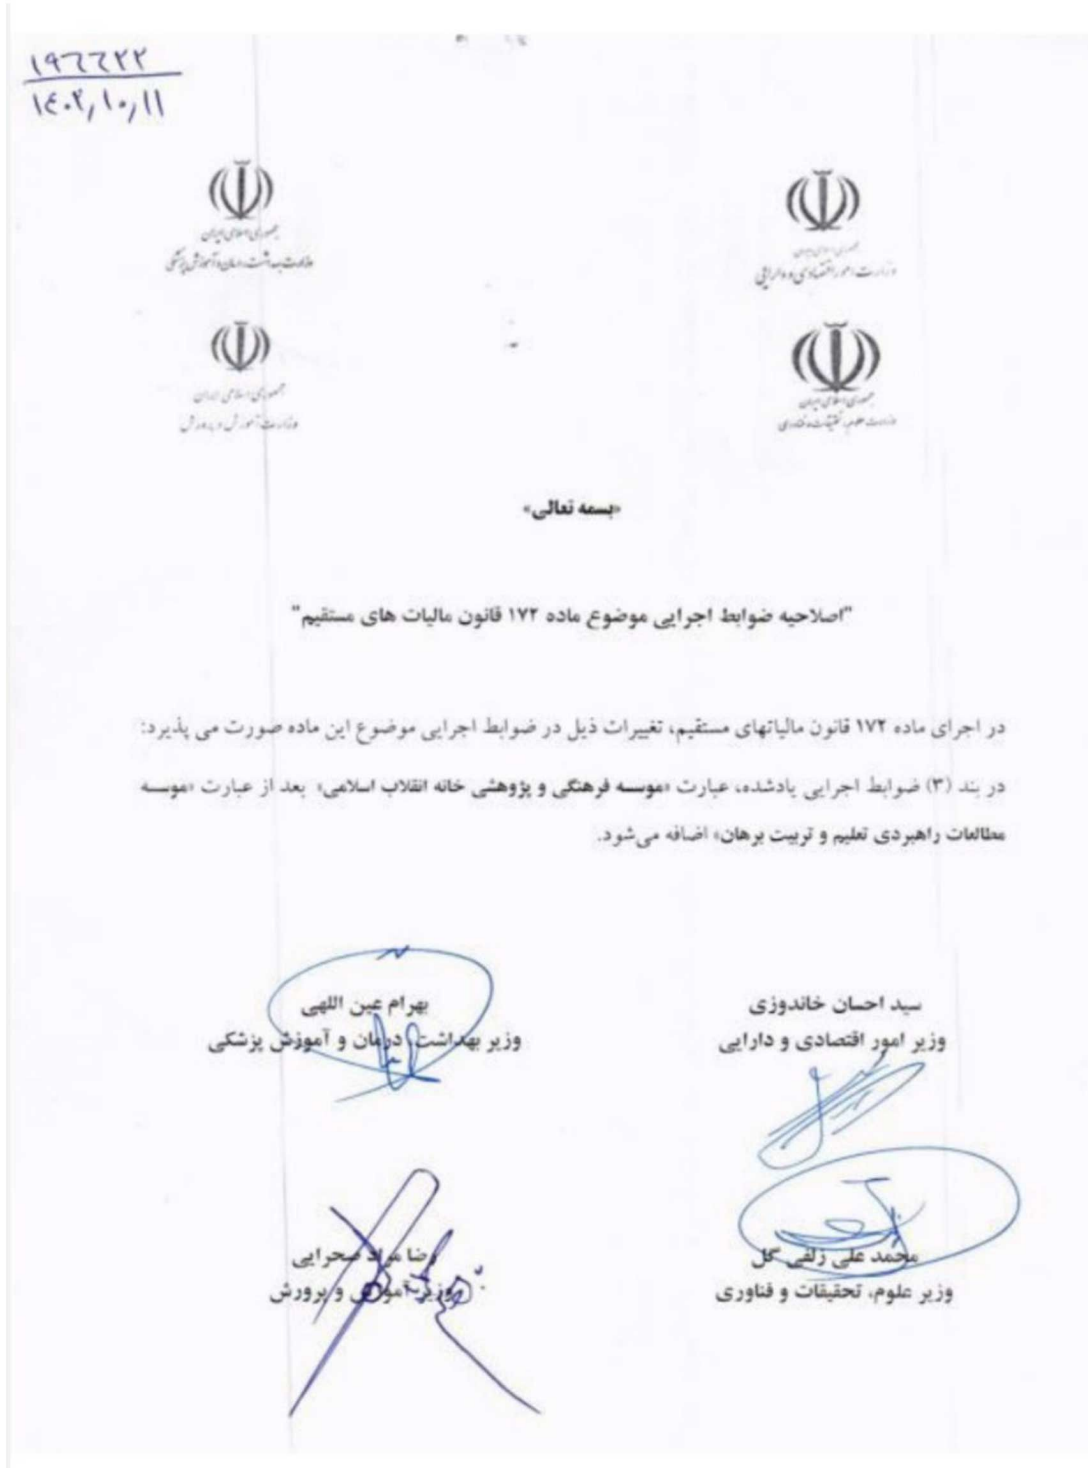 ۱۹٦٦۲۲
۱٤۰۲,۱۰,۱۱
جمهوری اسلامی ایران
وزارت امور اقتصادی و دارایی
جمهوری اسلامی ایران
وزارت بهداشت، درمان و آموزش پزشکی
جمهوری اسلامی ایران
وزارت علوم، تحقیقات و فناوری
جمهوری اسلامی ایران
وزارت آموزش و پرورش
«بسمه تعالی»
"اصلاحیه ضوابط اجرایی موضوع ماده ۱۷۲ قانون مالیات های مستقیم"
در اجرای ماده ۱۷۲ قانون مالیاتهای مستقیم، تغییرات ذیل در ضوابط اجرایی موضوع این ماده صورت می پذیرد:
در بند (۳) ضوابط اجرایی یادشده، عبارت «موسسه فرهنگی و پژوهشی خانه انقلاب اسلامی» بعد از عبارت «موسسه
مطالعات راهبردی تعلیم و تربیت برهان» اضافه می‌شود.
سید احسان خاندوزی
وزیر امور اقتصادی و دارایی
بهرام عین اللهی
وزیر بهداشت، درمان و آموزش پزشکی
محمد علی زلفی گل
وزیر علوم، تحقیقات و فناوری
رضا مراد صحرایی
وزیر آموزش و پرورش